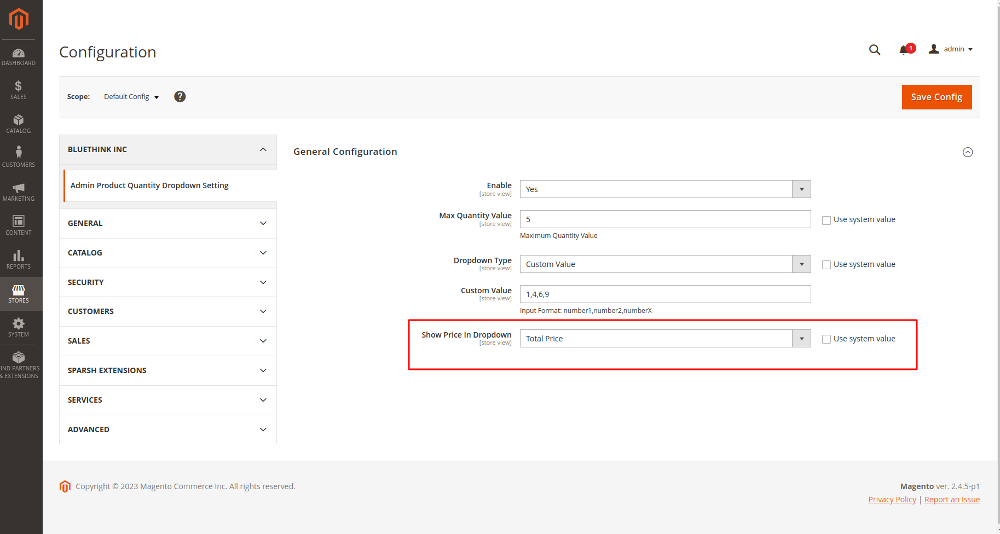 Configuration
1
admin
Scope:
Default Config
?
Save Config
DASHBOARD
$
SALES
CATALOG
CUSTOMERS
MARKETING
CONTENT
REPORTS
STORES
SYSTEM
IND PARTNERS
& EXTENSIONS
BLUETHINK INC
Admin Product Quantity Dropdown Setting
GENERAL
CATALOG
SECURITY
CUSTOMERS
SALES
SPARSH EXTENSIONS
SERVICES
ADVANCED
General Configuration
Enable
[store view]
Yes
Max Quantity Value
[store view]
5
Use system value
Maximum Quantity Value
Dropdown Type
[store view]
Custom Value
Use system value
Custom Value
[store view]
1,4,6,9
Input Format: number1,number2,numberX
Show Price In Dropdown
[store view]
Total Price
Use system value
Copyright © 2023 Magento Commerce Inc. All rights reserved.
Magento ver. 2.4.5-p1
Privacy Policy | Report an Issue